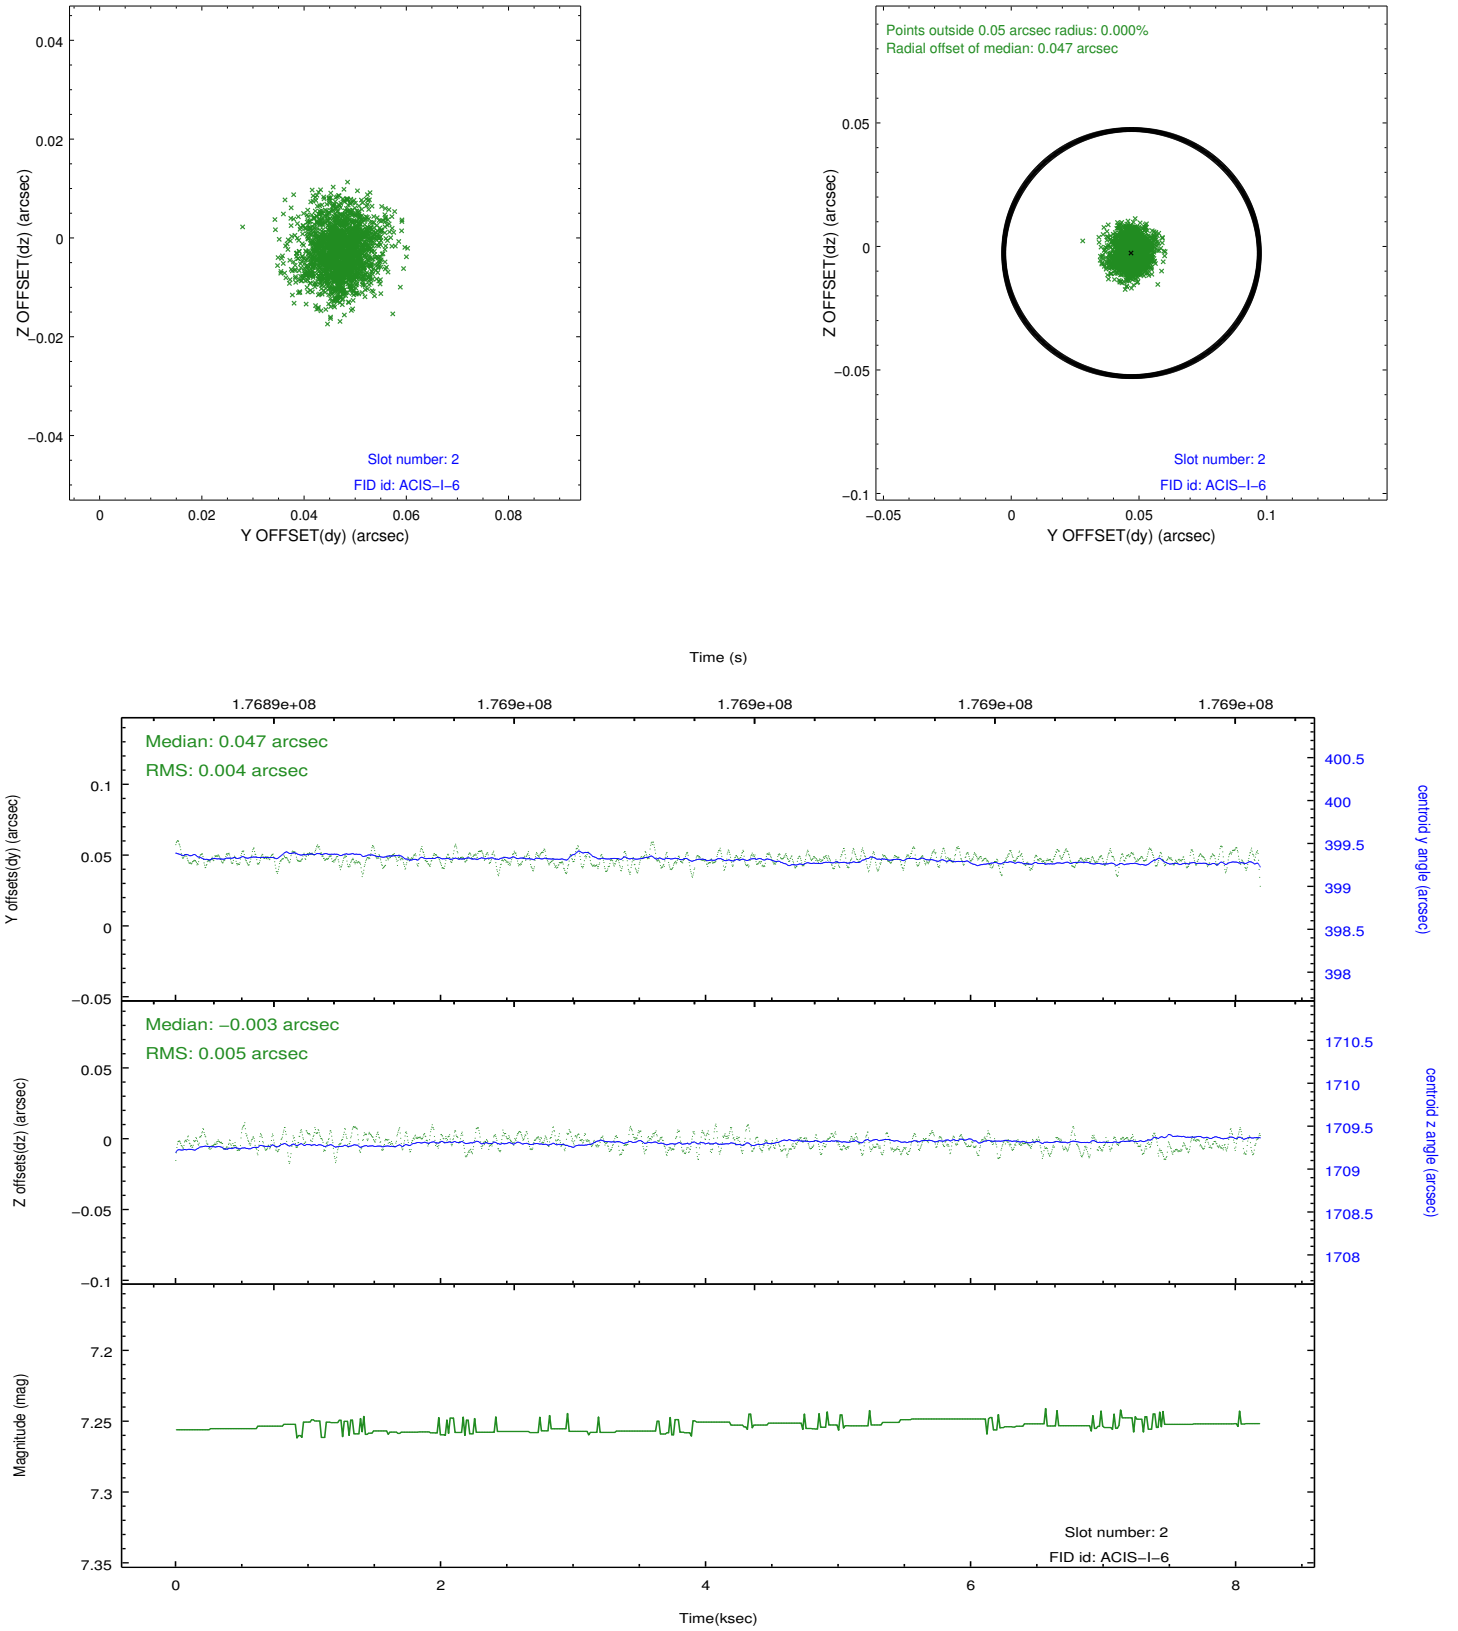 0.04
0.02
0
−0.02
−0.04
Z OFFSET(dz) (arcsec)
Slot number: 2
FID id: ACIS−I−6
0 0.02 0.04 0.06 0.08
Y OFFSET(dy) (arcsec)
Points outside 0.05 arcsec radius: 0.000%
Radial offset of median: 0.047 arcsec
0.05
0
−0.05
−0.1
Z OFFSET(dz) (arcsec)
Slot number: 2
FID id: ACIS−I−6
−0.05 0 0.05 0.1
Y OFFSET(dy) (arcsec)
Time (s)
1.7689e+08 1.769e+08 1.769e+08 1.769e+08 1.769e+08
Median: 0.047 arcsec
RMS: 0.004 arcsec
0.1
0.05
0
−0.05
Y offsets(dy) (arcsec)
400.5
400
399.5
399
398.5
398
centroid y angle (arcsec)
Median: −0.003 arcsec
RMS: 0.005 arcsec
0.05
0
−0.05
−0.1
Z offsets(dz) (arcsec)
1710.5
1710
1709.5
1709
1708.5
1708
centroid z angle (arcsec)
7.2
7.25
7.3
7.35
Magnitude (mag)
Slot number: 2
FID id: ACIS−I−6
0 2 4 6 8
Time(ksec)